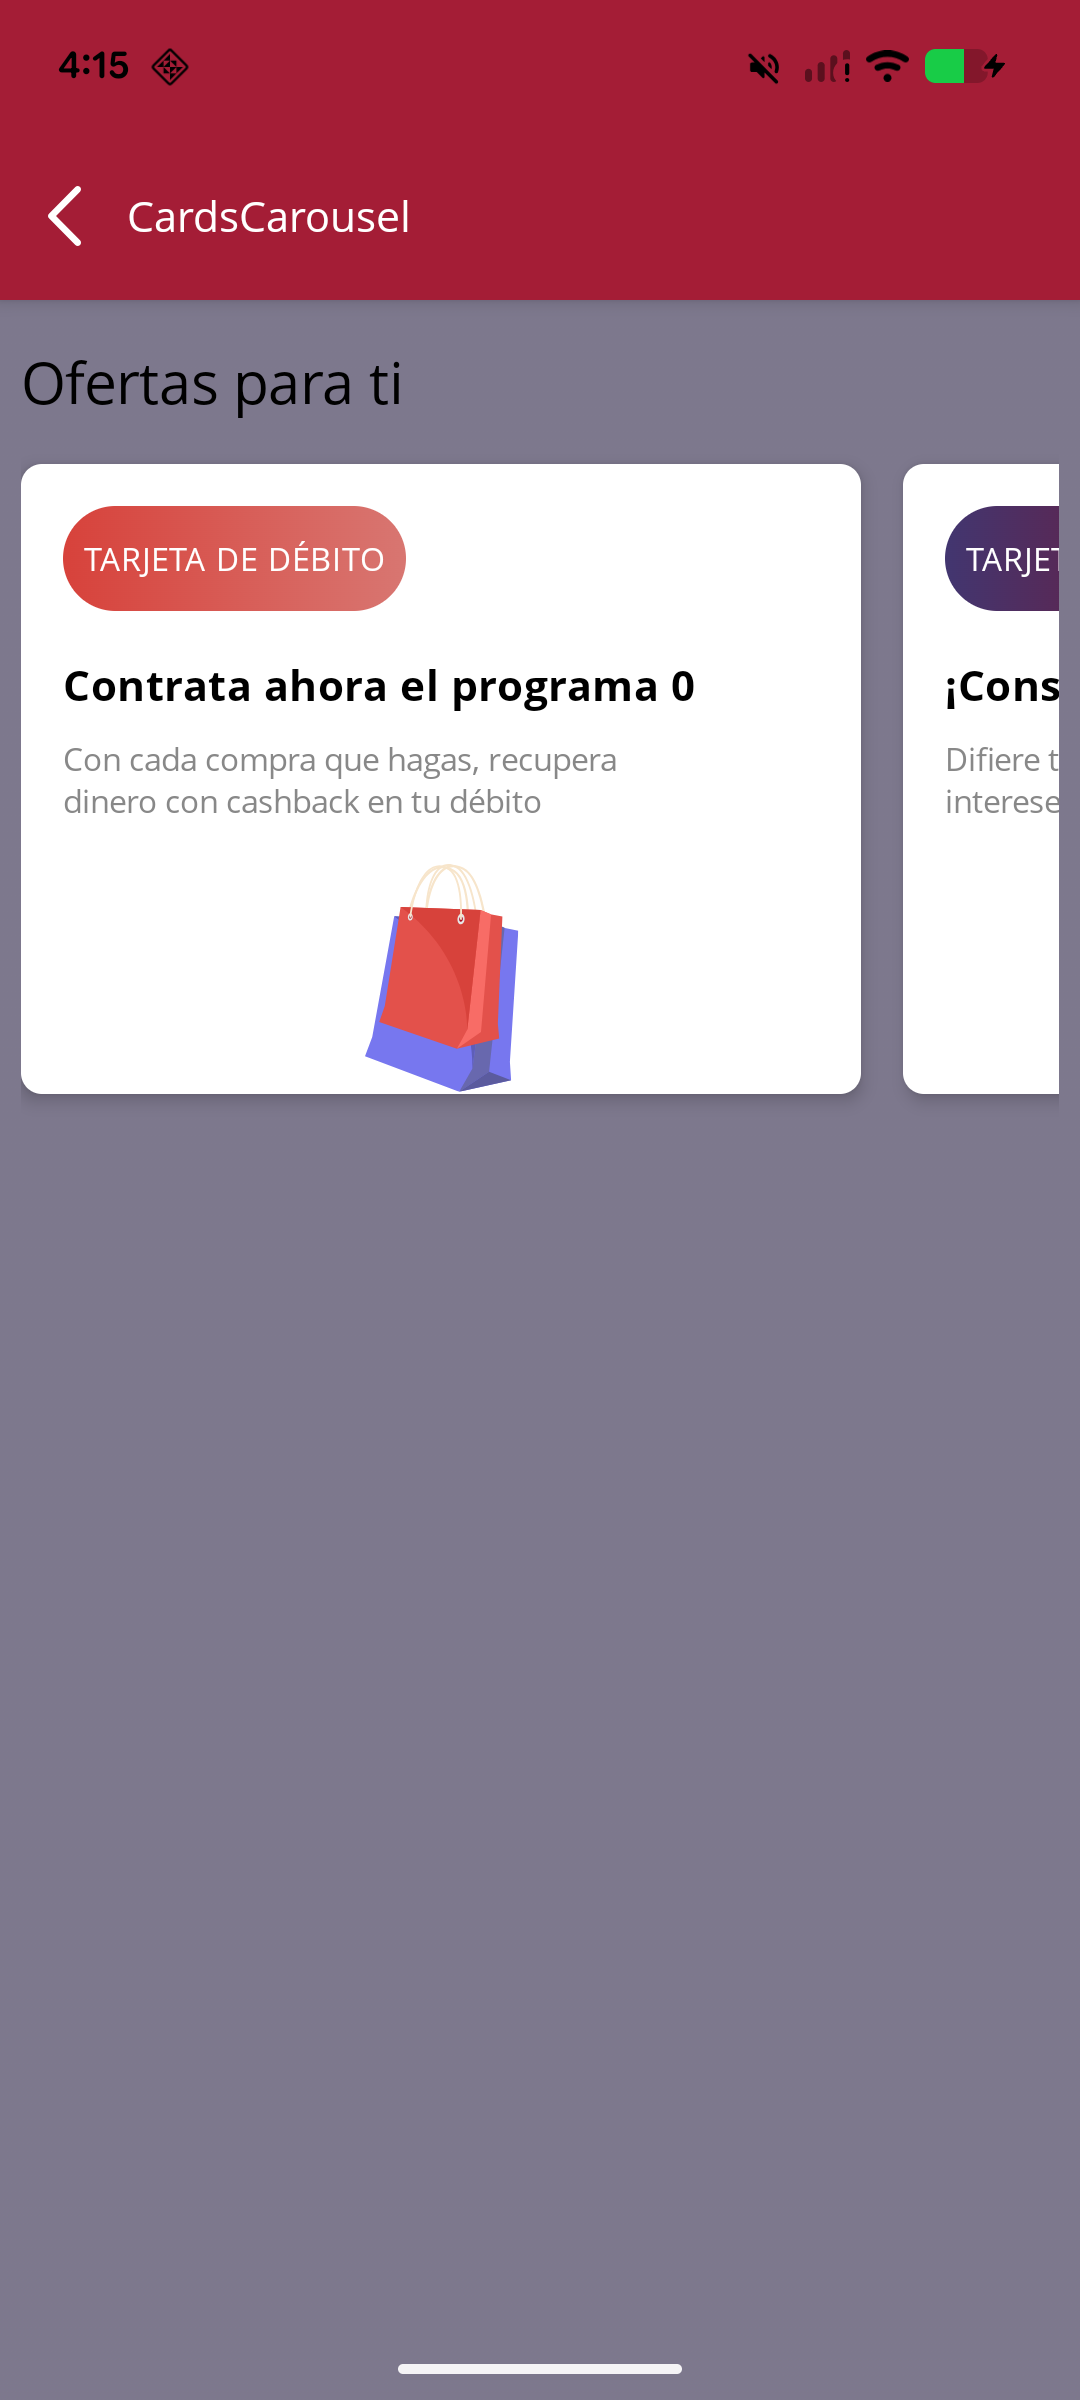 4:15
CardsCarousel
Ofertas para ti
TARJETA DE DÉBITO
Contrata ahora el programa 0
Con cada compra que hagas, recupera
dinero con cashback en tu débito
TARJET
¡Cons
Difiere t
interese